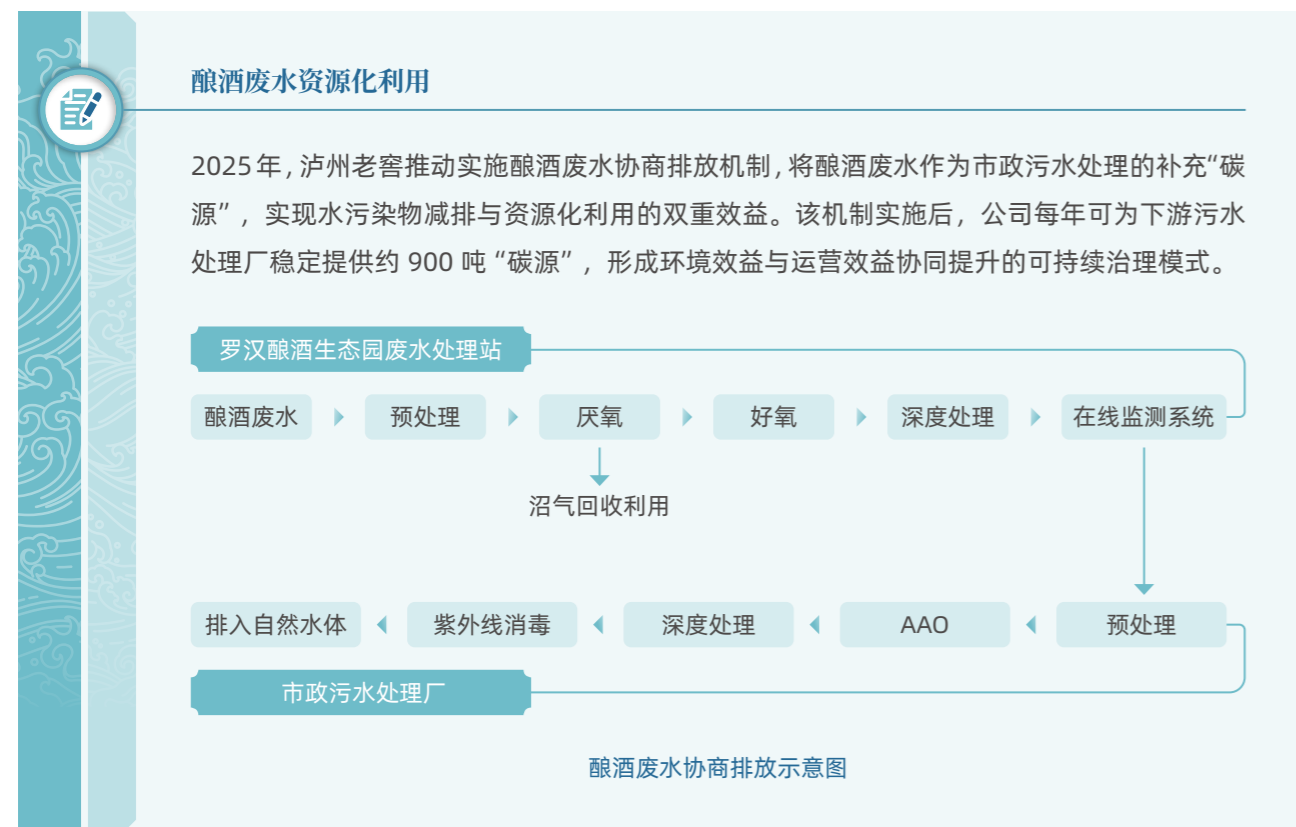 酿酒废水资源化利用
2025年，泸州老窖推动实施酿酒废水协商排放机制，将酿酒废水作为市政污水处理的补充“碳
源”，实现水污染物减排与资源化利用的双重效益。该机制实施后，公司每年可为下游污水
处理厂稳定提供约 900 吨“碳源”，形成环境效益与运营效益协同提升的可持续治理模式。
罗汉酿酒生态园废水处理站
酿酒废水 预处理 厌氧 好氧 深度处理 在线监测系统
沼气回收利用
排入自然水体 紫外线消毒 深度处理 AAO 预处理
市政污水处理厂
酿酒废水协商排放示意图